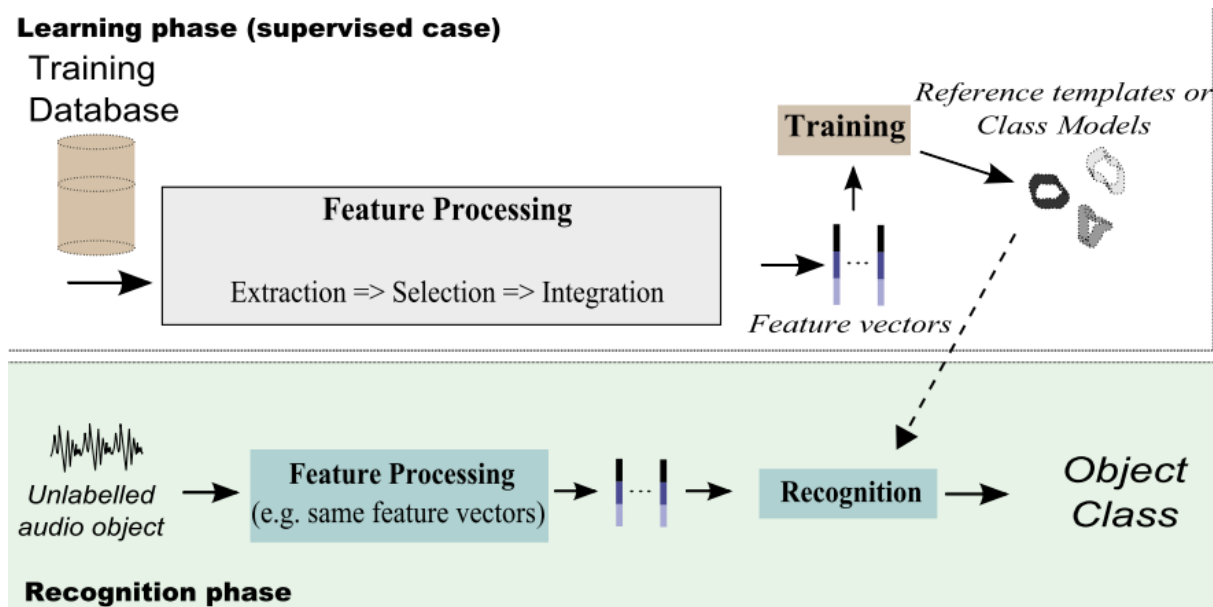 Learning phase (supervised case)
Training
Database
Feature Processing
Extraction => Selection => Integration
Training
Reference templates or
Class Models
...
Feature vectors
Unlabelled
audio object
Feature Processing
(e.g. same feature vectors)
...
Recognition
Object
Class
Recognition phase